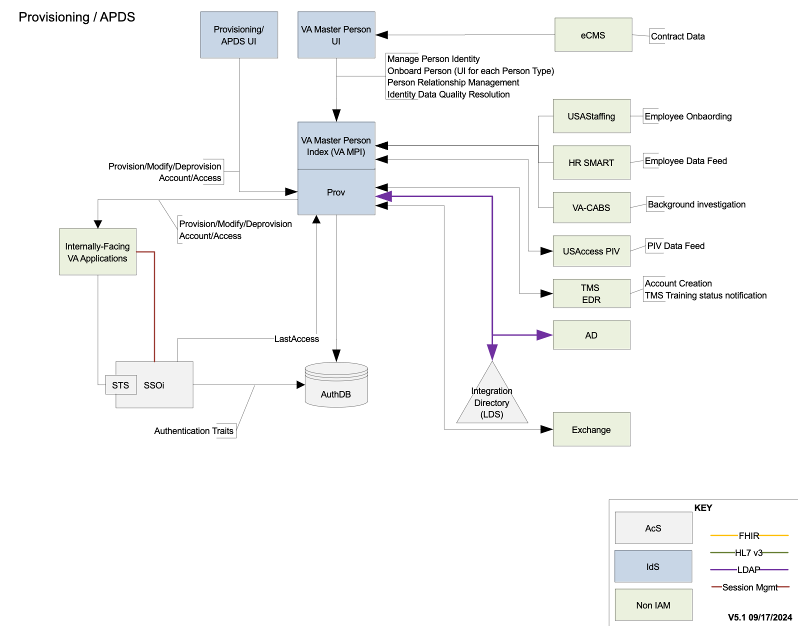 Provisioning / APDS
Provisioning/
APDS UI
VA Master Person
UI
eCMS
Contract Data
Manage Person Identity
Onboard Person (UI for each Person Type)
Person Relationship Management
Identity Data Quality Resolution
USAStaffing
Employee Onbaording
VA Master Person
Index (VA MPI)
HR SMART
Employee Data Feed
Provision/Modify/Deprovision
Account/Access
Prov
VA-CABS
Background investigation
Provision/Modify/Deprovision
Account/Access
Internally-Facing
VA Applications
USAccess PIV
PIV Data Feed
TMS
EDR
Account Creation
TMS Training status notification
LastAccess
AD
STS
SSOi
AuthDB
Integration
Directory
(LDS)
Authentication Traits
Exchange
KEY
AcS
FHIR
HL7 v3
IdS
LDAP
Session Mgmt
Non IAM
V5.1 09/17/2024